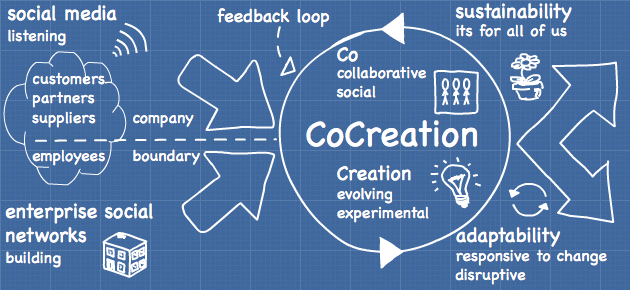 social media
listening
customers
partners
suppliers
employees
company
boundary
enterprise social
networks
building
feedback loop
Co
collaborative
social
CoCreation
Creation
evolving
experimental
sustainability
its for all of us
adaptability
responsive to change
disruptive